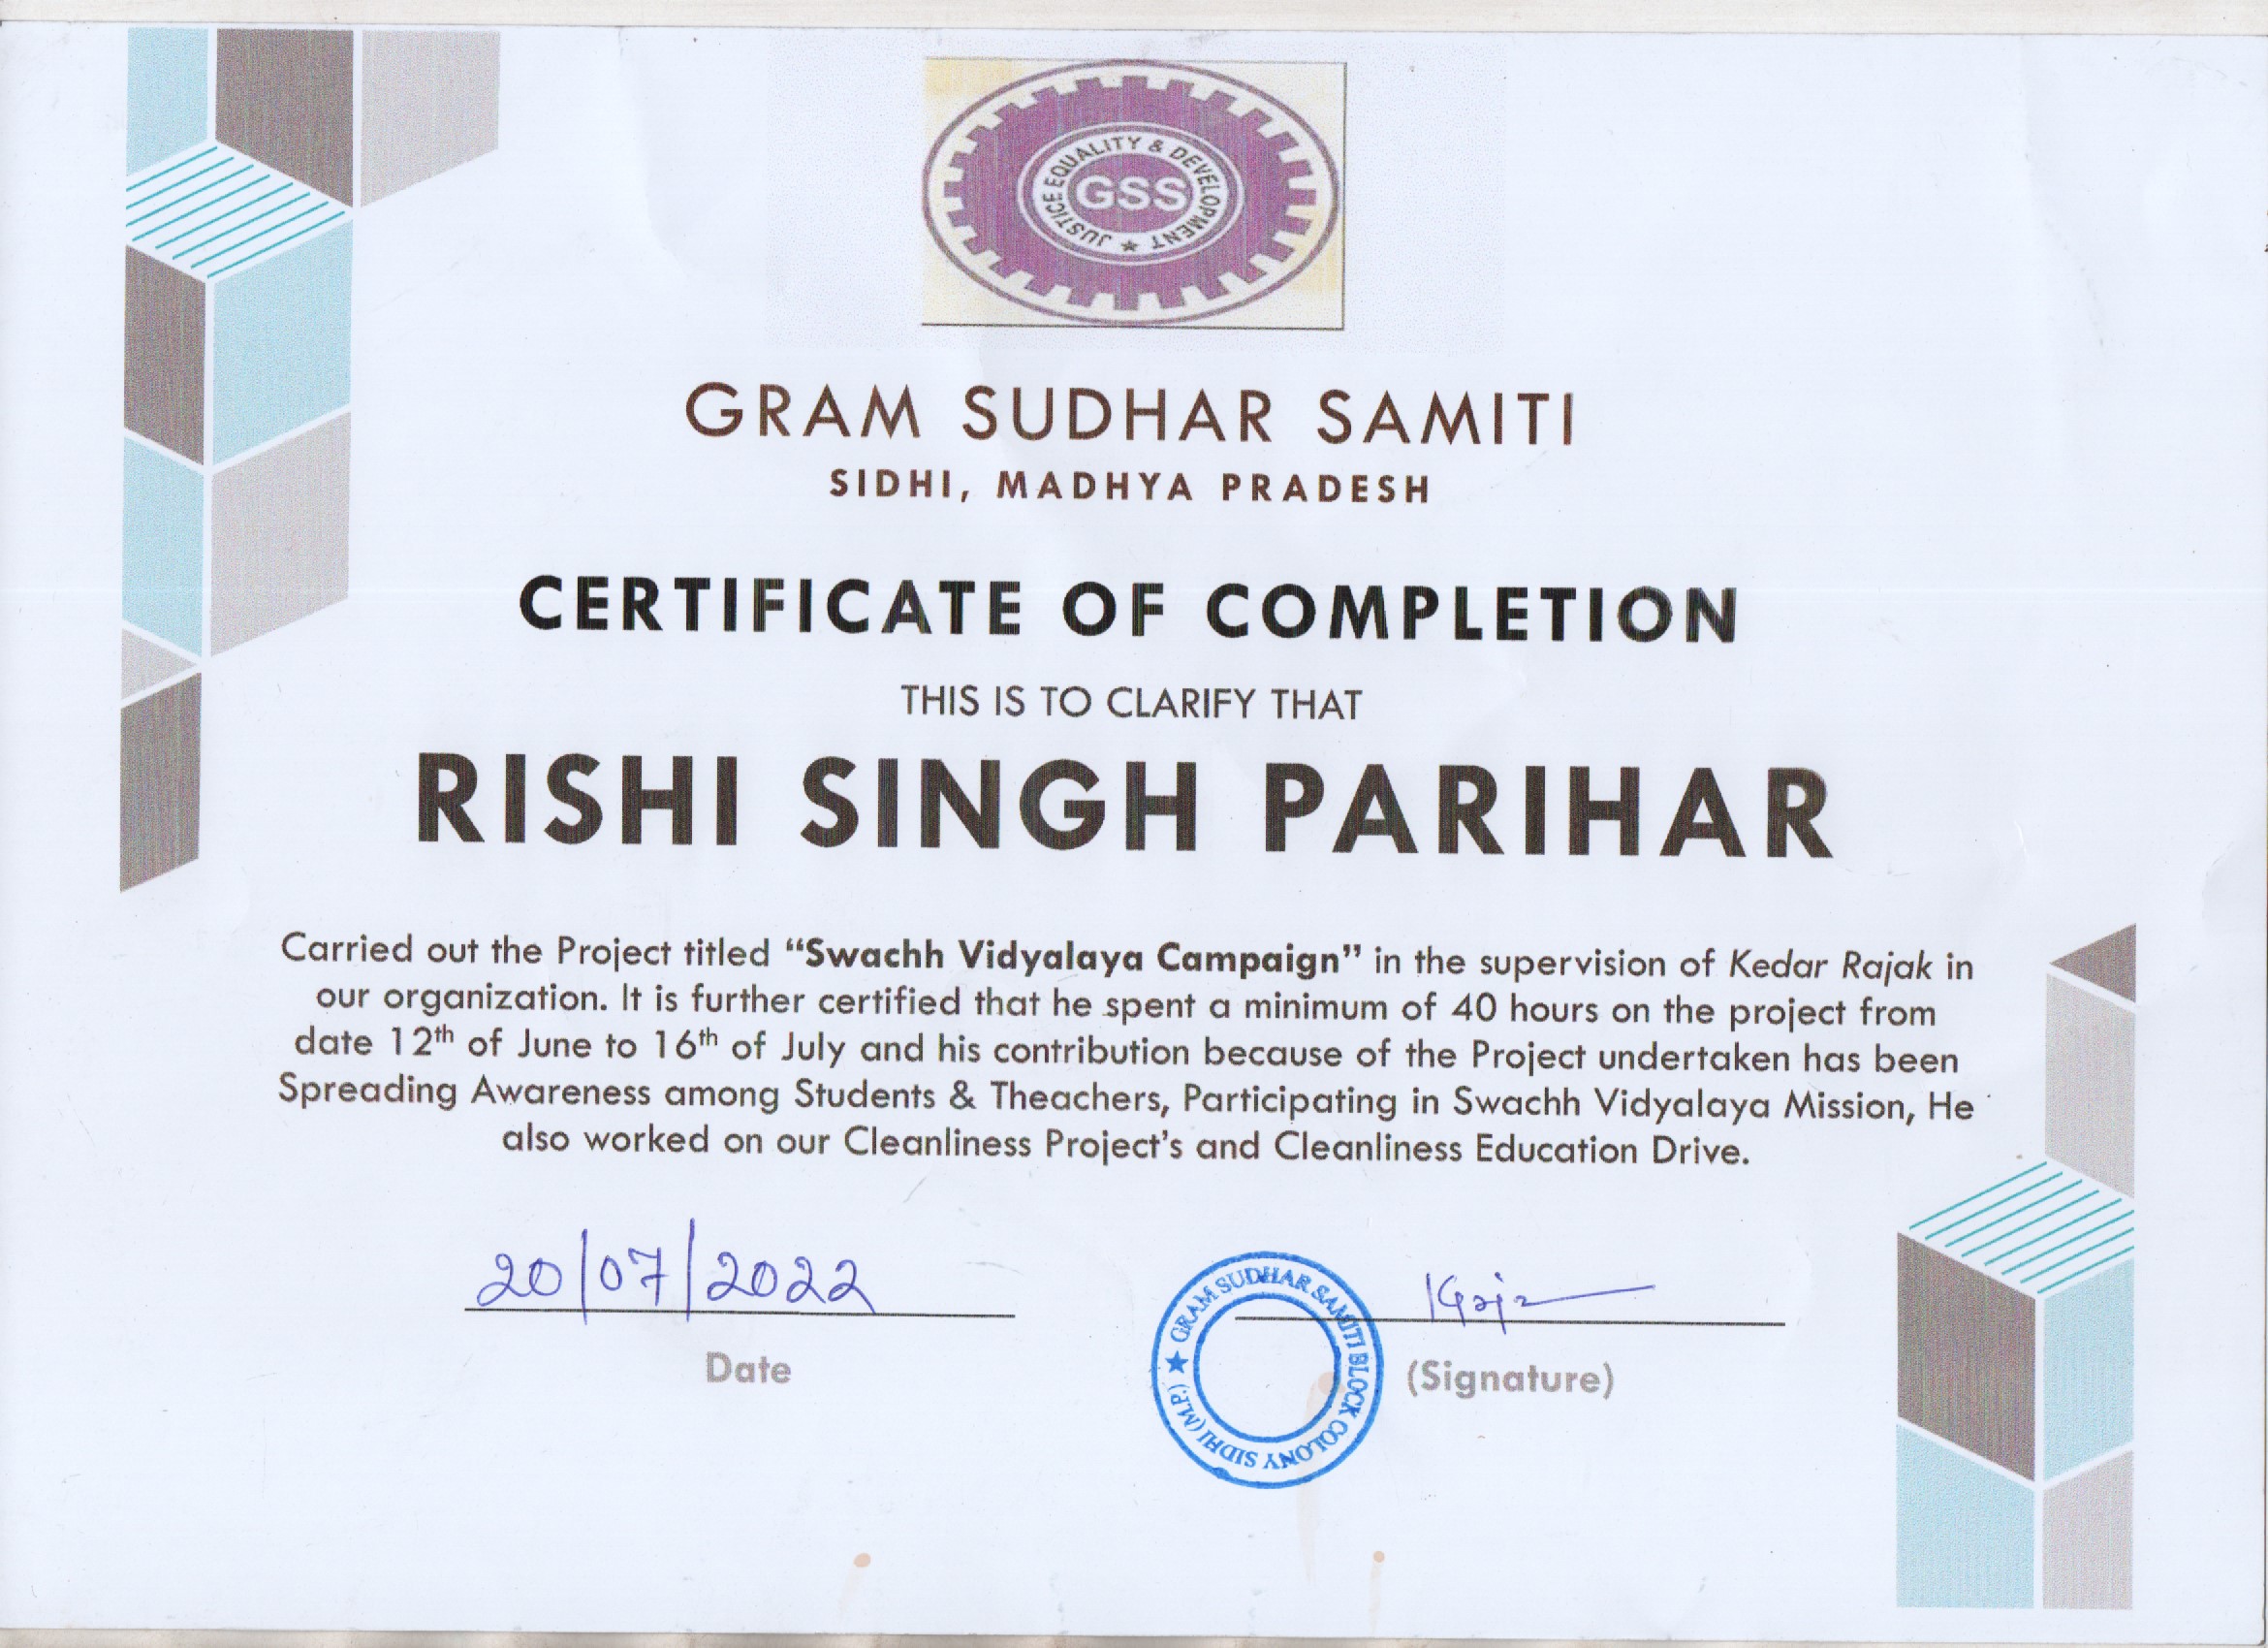 JUSTICE EQUALITY & DEVELOPMENT ★
GSS
GRAM SUDHAR SAMITI
SIDHI, MADHYA PRADESH
CERTIFICATE OF COMPLETION
THIS IS TO CLARIFY THAT
RISHI SINGH PARIHAR
Carried out the Project titled “Swachh Vidyalaya Campaign” in the supervision of Kedar Rajak in
our organization. It is further certified that he spent a minimum of 40 hours on the project from
date 12th of June to 16th of July and his contribution because of the Project undertaken has been
Spreading Awareness among Students & Theachers, Participating in Swachh Vidyalaya Mission, He
also worked on our Cleanliness Project’s and Cleanliness Education Drive.
20/07/2022
Date
★ GRAM SUDHAR SAMITI BLOCK COLONY SIDHI (M.P.)
(Signature)